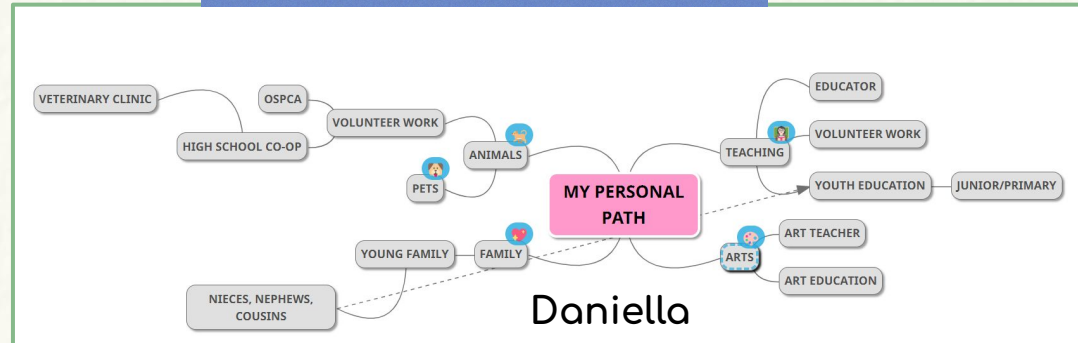 VETERINARY CLINIC
OSPCA
VOLUNTEER WORK
HIGH SCHOOL CO-OP
ANIMALS
PETS
MY PERSONAL
PATH
YOUNG FAMILY
FAMILY
NIECES, NEPHEWS,
COUSINS
TEACHING
EDUCATOR
VOLUNTEER WORK
YOUTH EDUCATION
JUNIOR/PRIMARY
ARTS
ART TEACHER
ART EDUCATION
Daniella